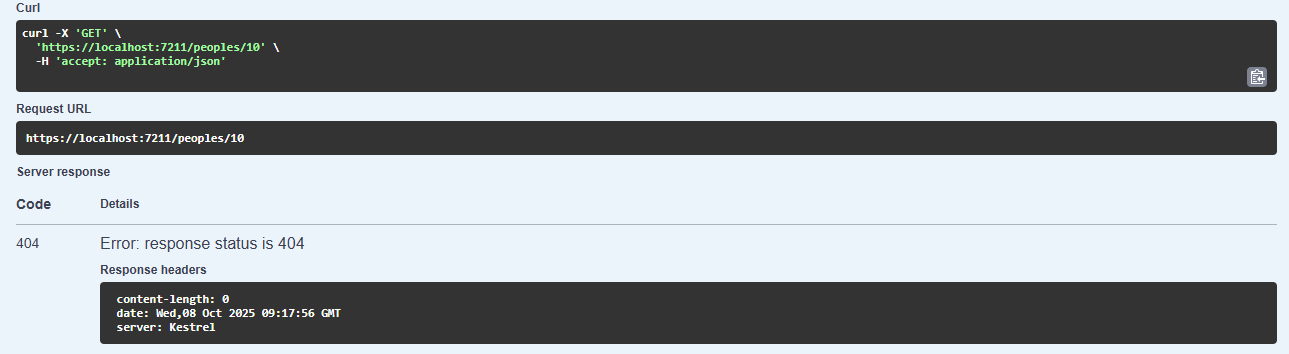 Curl
curl -X 'GET' \
  'https://localhost:7211/peoples/10' \
  -H 'accept: application/json'
Request URL
https://localhost:7211/peoples/10
Server response
Code Details
404 Error: response status is 404
Response headers
content-length: 0
date: Wed,08 Oct 2025 09:17:56 GMT
server: Kestrel